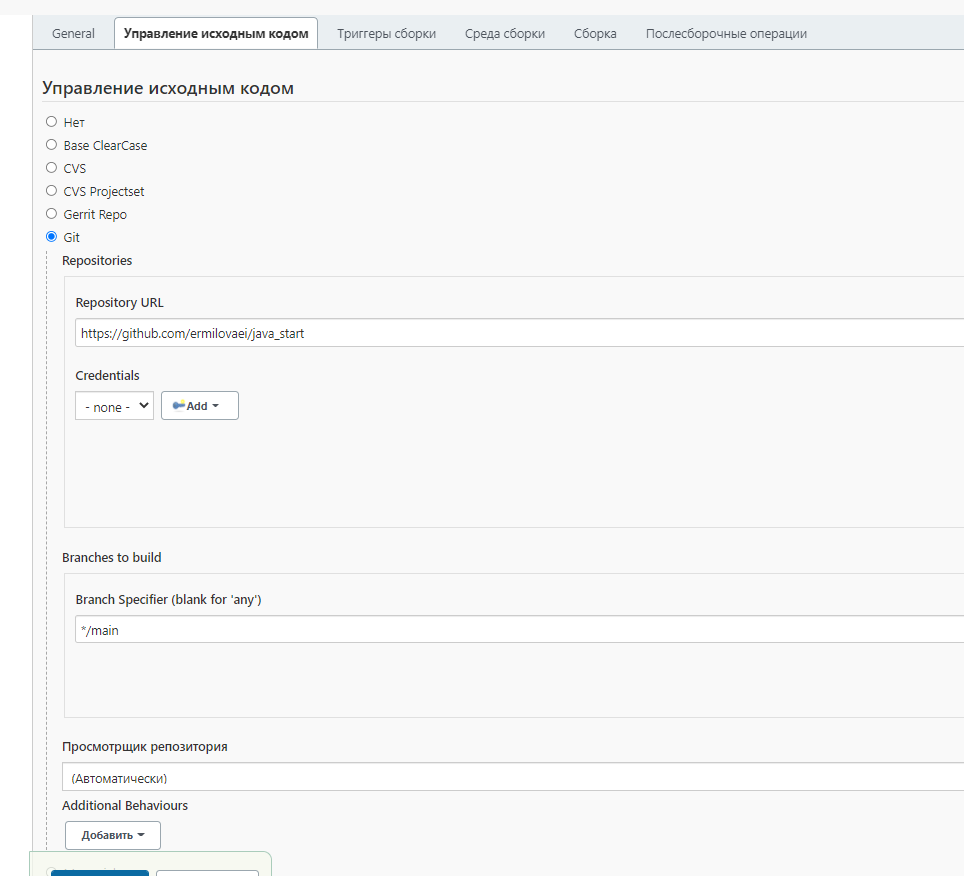 General Управление исходным кодом Триггеры сборки Среда сборки Сборка Послесборочные операции
Управление исходным кодом
Нет
Base ClearCase
CVS
CVS Projectset
Gerrit Repo
Git
Repositories
Repository URL
https://github.com/ermilovaei/java_start
Credentials
- none - Add
Branches to build
Branch Specifier (blank for 'any')
*/main
Просмотрщик репозитория
(Автоматически)
Additional Behaviours
Добавить